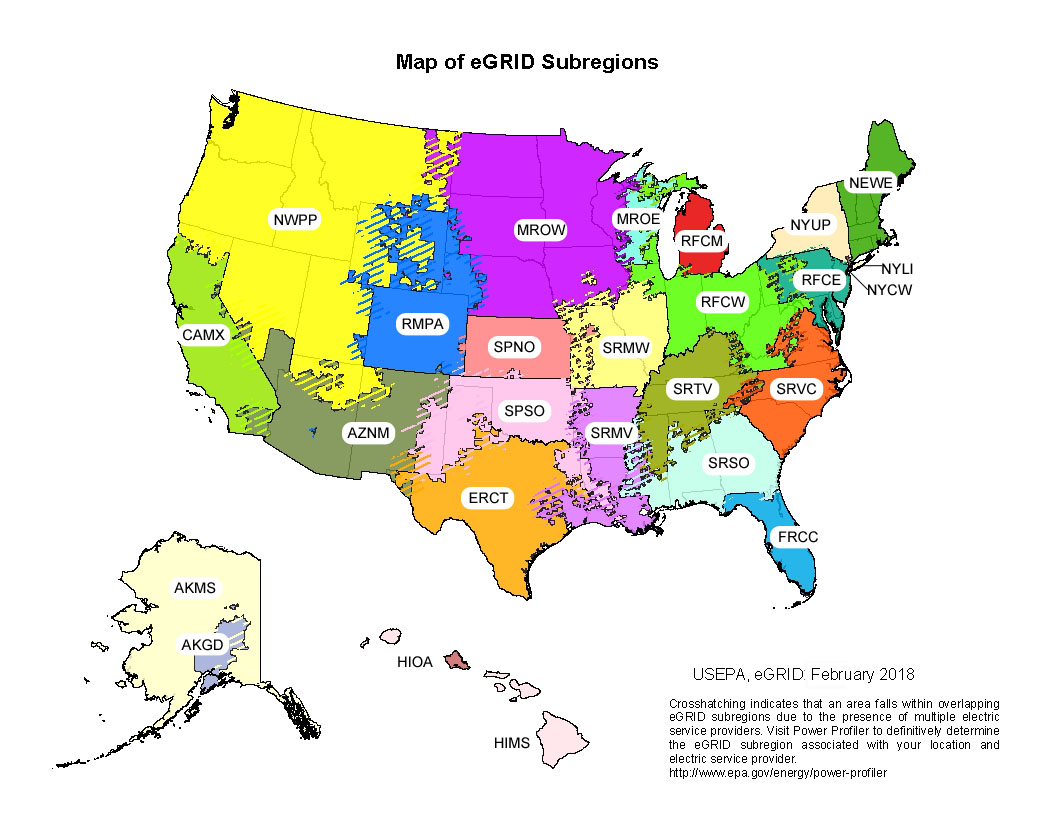 Map of eGRID Subregions
NEWE
NWPP
MROW
MROE
RFCM
NYUP
NYLI
NYCW
RFCE
RFCW
CAMX
RMPA
SPNO
SRMW
SRTV
SRVC
SPSO
AZNM
SRMV
SRSO
ERCT
FRCC
AKMS
AKGD
HIOA
HIMS
USEPA, eGRID: February 2018
Crosshatching indicates that an area falls within overlapping
eGRID subregions due to the presence of multiple electric
service providers. Visit Power Profiler to definitively determine
the eGRID subregion associated with your location and
electric service provider.
http://www.epa.gov/energy/power-profiler